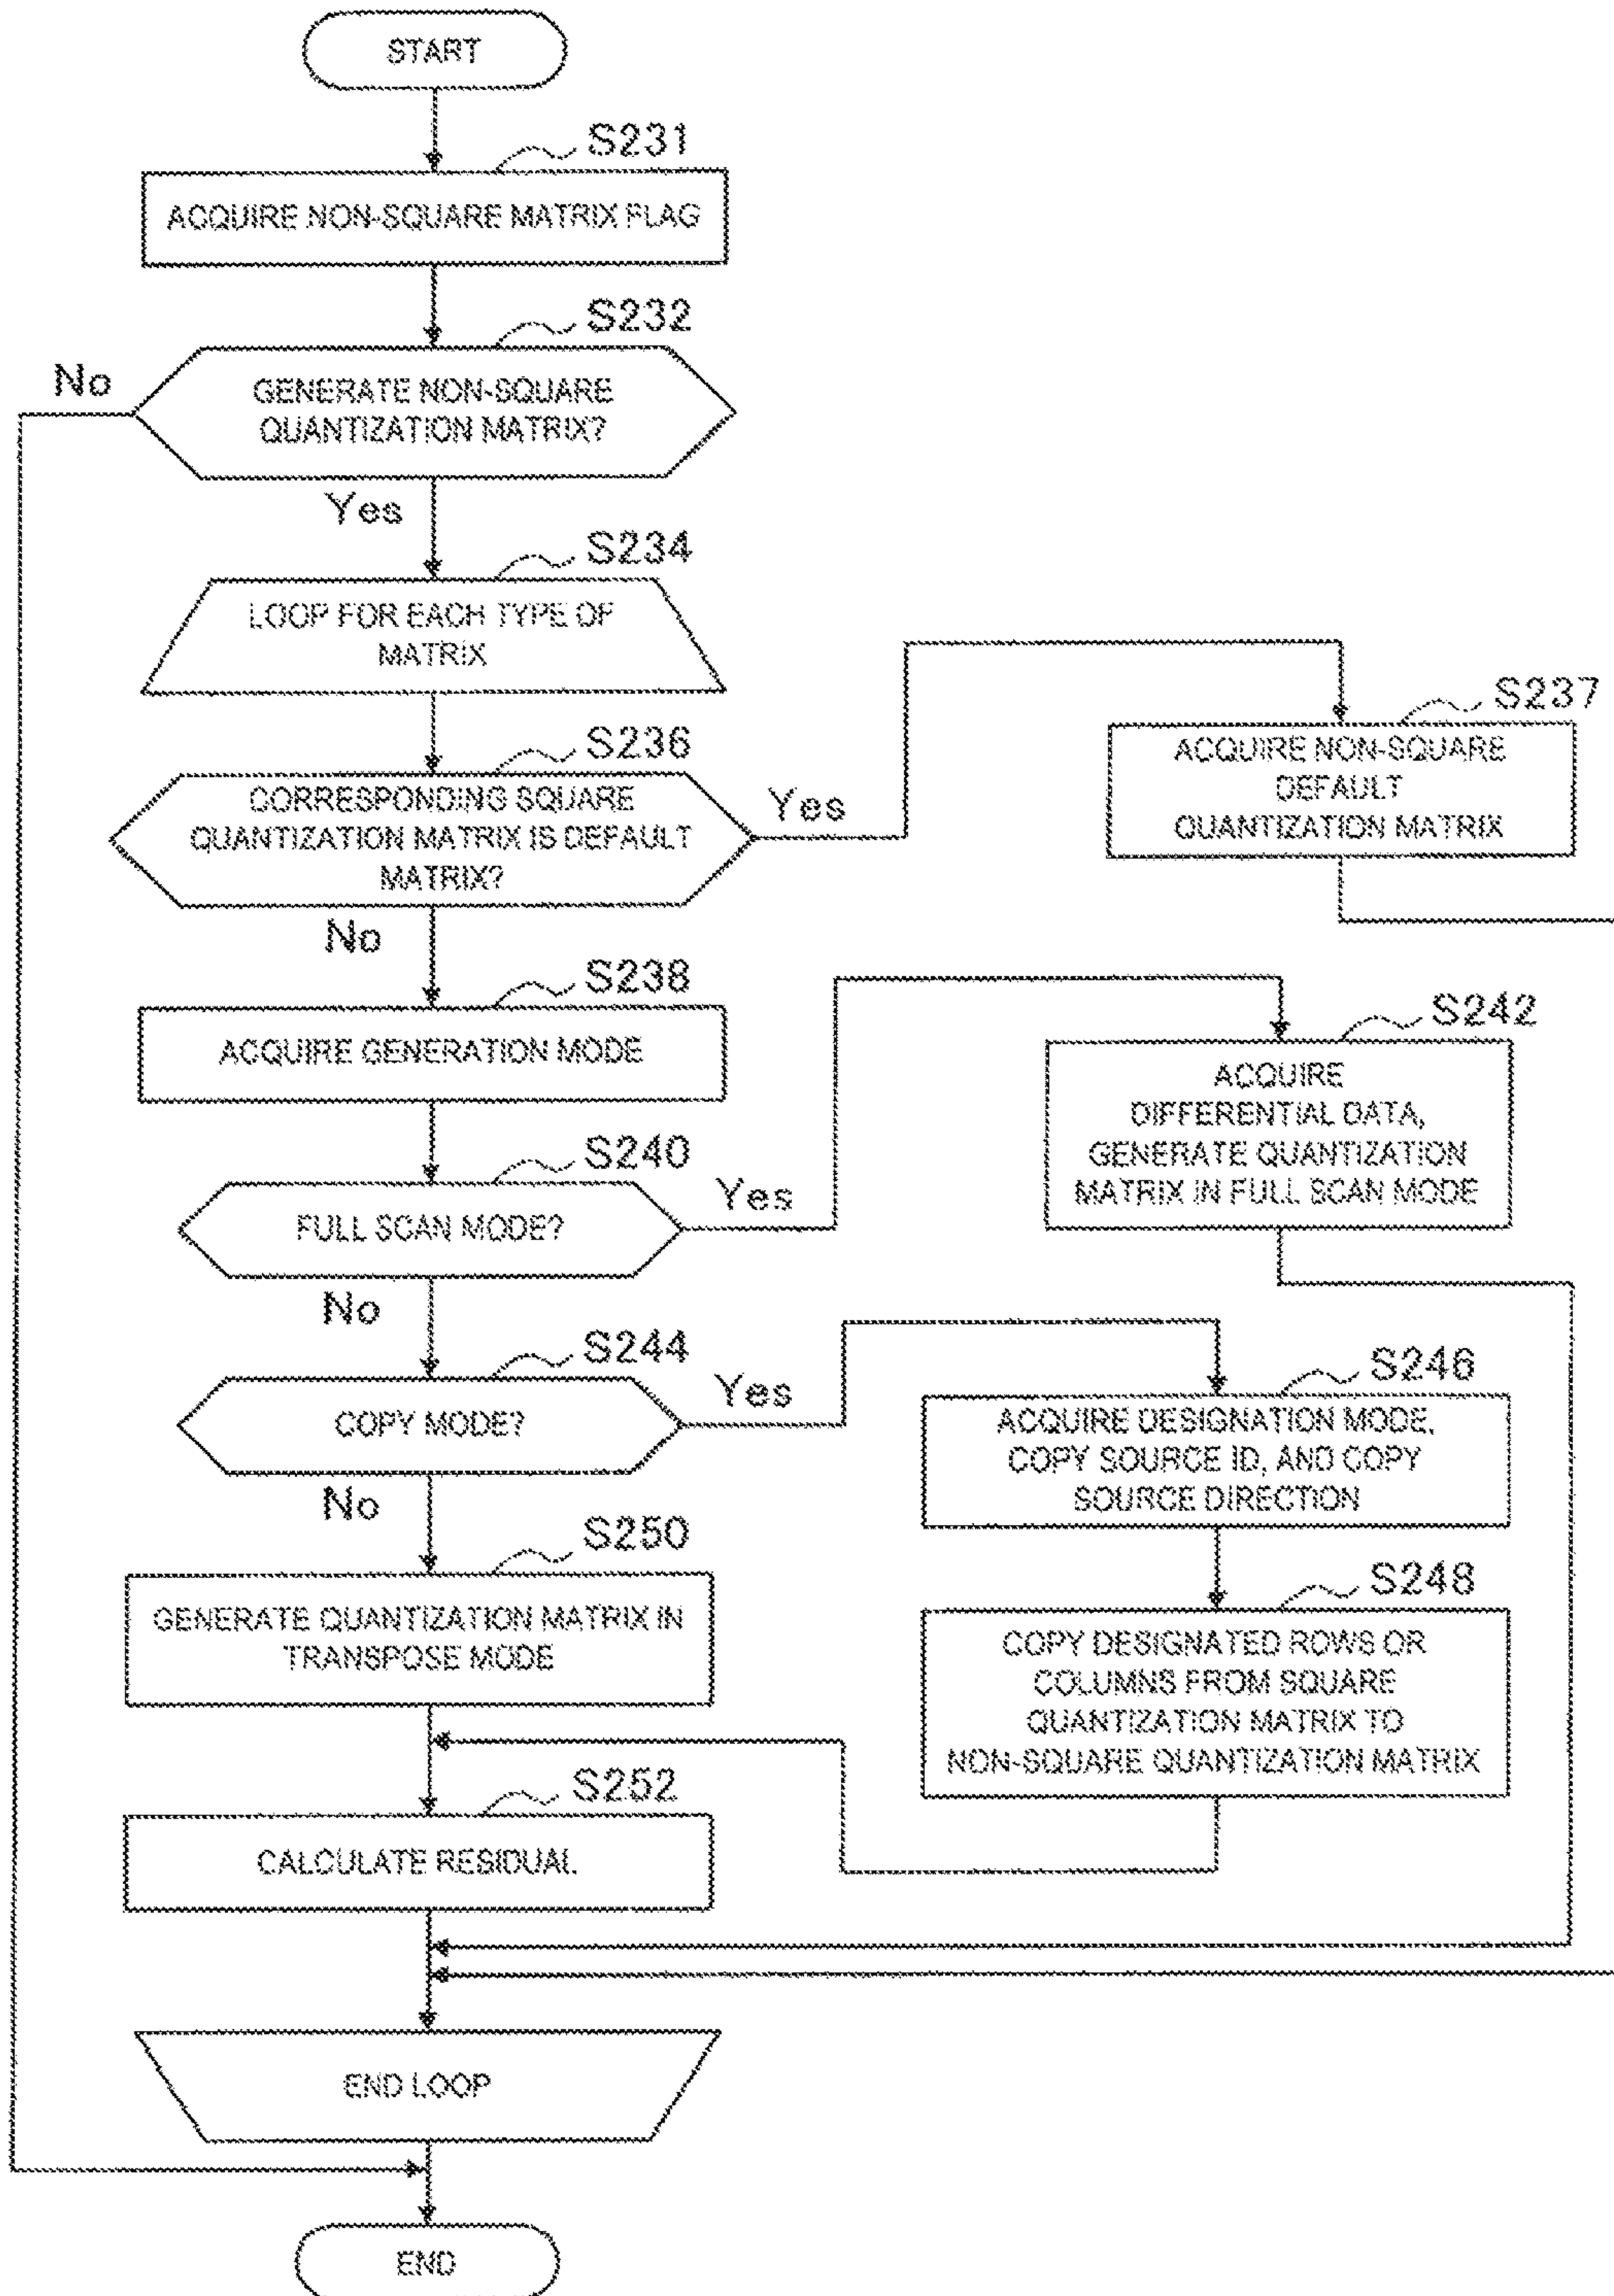 START
S231
ACQUIRE NON-SQUARE MATRIX FLAG
S232
No
GENERATE NON-SQUARE
QUANTIZATION MATRIX?
Yes
S234
LOOP FOR EACH TYPE OF
MATRIX
S236
CORRESPONDING SQUARE
QUANTIZATION MATRIX IS DEFAULT
MATRIX?
Yes
S237
ACQUIRE NON-SQUARE
DEFAULT
QUANTIZATION MATRIX
No
S238
ACQUIRE GENERATION MODE
S240
FULL SCAN MODE?
Yes
S242
ACQUIRE
DIFFERENTIAL DATA,
GENERATE QUANTIZATION
MATRIX IN FULL SCAN MODE
No
S244
COPY MODE?
Yes
S246
ACQUIRE DESIGNATION MODE,
COPY SOURCE ID, AND COPY
SOURCE DIRECTION
S248
COPY DESIGNATED ROWS OR
COLUMNS FROM SQUARE
QUANTIZATION MATRIX TO
NON-SQUARE QUANTIZATION MATRIX
No
S250
GENERATE QUANTIZATION MATRIX IN
TRANSPOSE MODE
S252
CALCULATE RESIDUAL
END LOOP
END